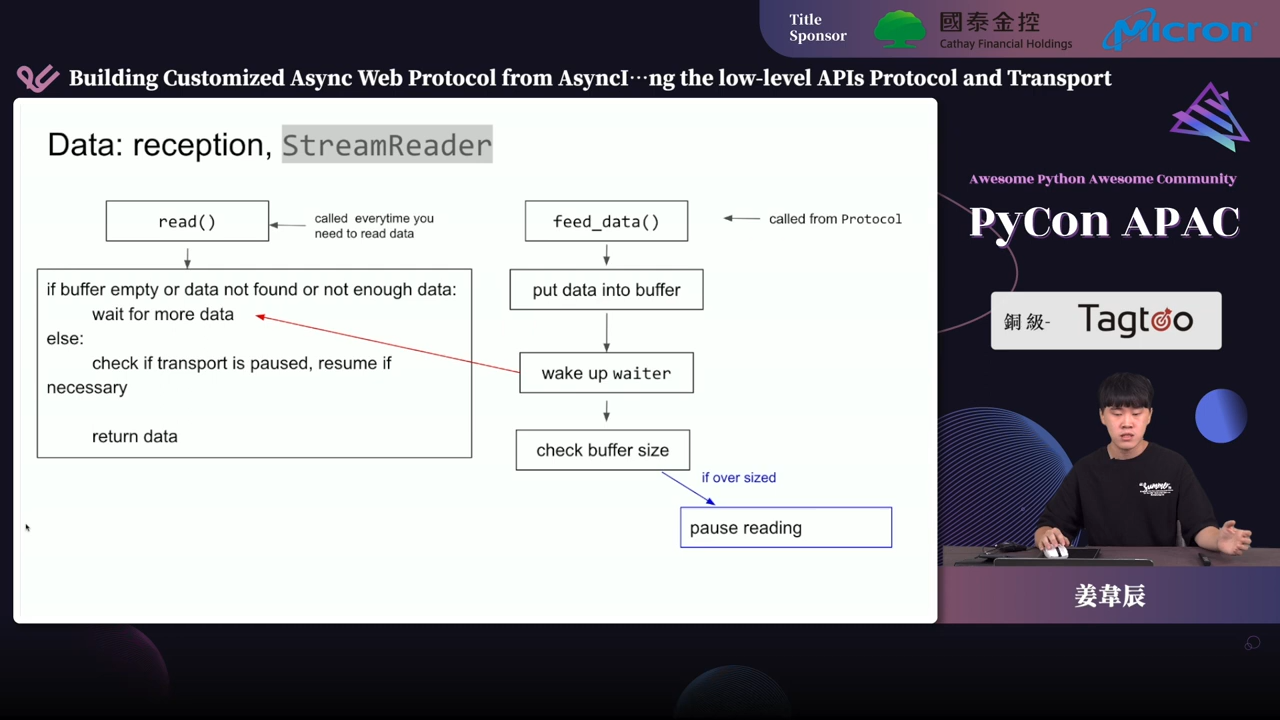 Title
Sponsor
國泰金控
Cathay Financial Holdings
Micron
Building Customized Async Web Protocol from AsyncI⋯ng the low-level APIs Protocol and Transport
Data: reception, StreamReader
read()
called everytime you
need to read data
if buffer empty or data not found or not enough data:
wait for more data
else:
check if transport is paused, resume if
necessary
return data
feed_data()
called from Protocol
put data into buffer
wake up waiter
check buffer size
if over sized
pause reading
Awesome Python Awesome Community
PyCon APAC
銅級-
Tagtoo
"Summer
姜韋辰